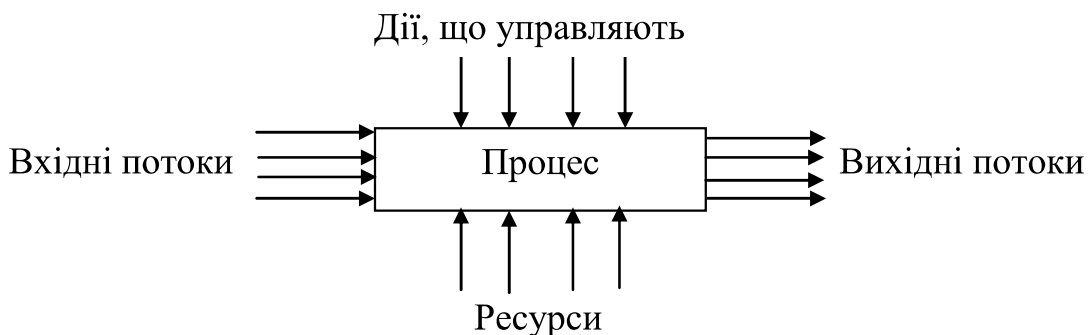 Дії, що управляють
Вхідні потоки
Процес
Вихідні потоки
Ресурси